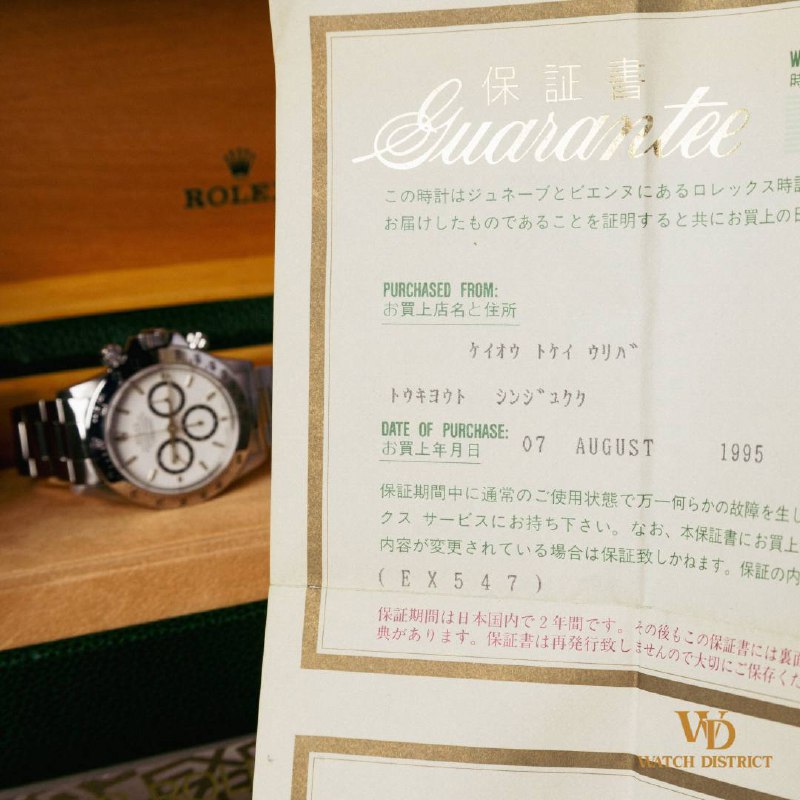 ROLEX
保証書
Guarantee
この時計はジュネーブとビエンヌにあるロレックス時
お届けしたものであることを証明すると共にお買上の日
PURCHASED FROM:
お買上店名と住所
ケイオウ トケイ ウリバ゛
トウキヨウト シンシ゛ユクク
DATE OF PURCHASE:
お買上年月日
07 AUGUST 1995
保証期間中に通常のご使用状態で万一何らかの故障を生し
クス サービスにお持ち下さい。なお、本保証書にお買上
内容が変更されている場合は保証致しかねます。保証の内
(EX547)
保証期間は日本国内で2年間です。その後もこの保証書には裏面
典があります。保証書は再発行致しませんので大切にご保存くだ
WD
WATCH DISTRICT